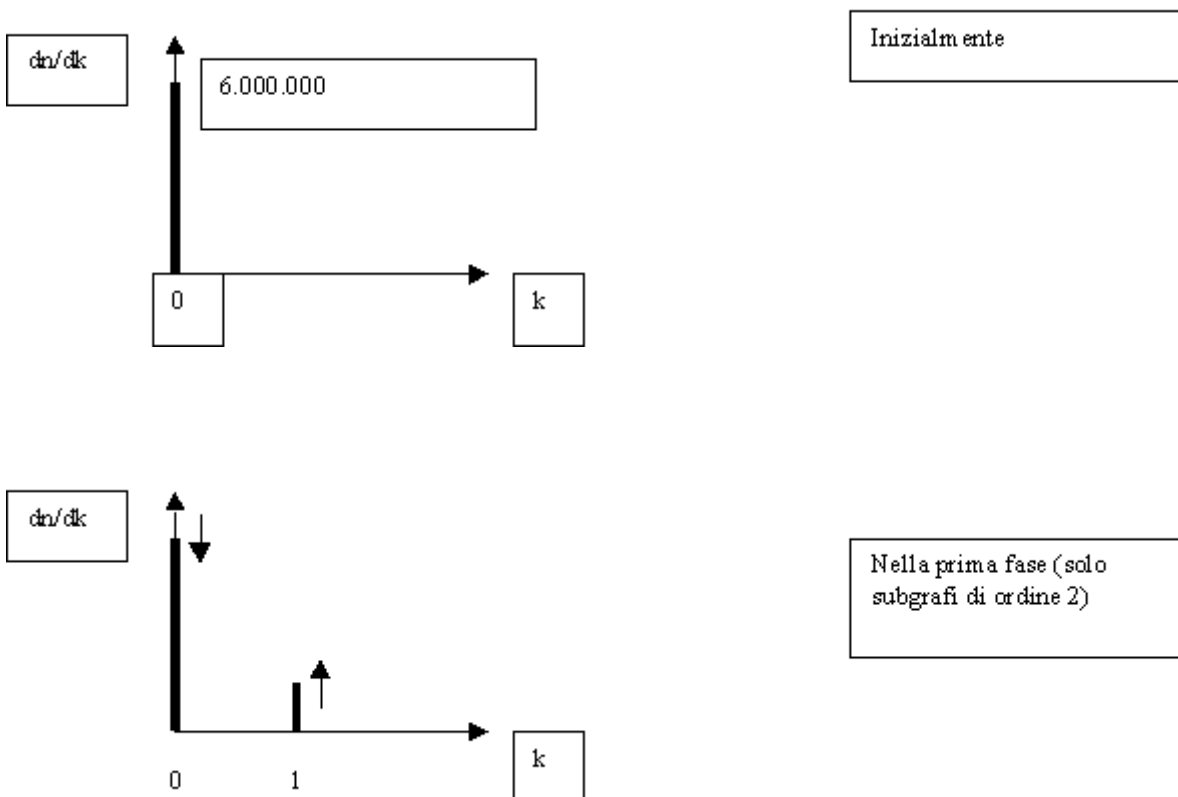 dn/dk
6.000.000
Inizialmente
0
k
dn/dk
Nella prima fase (solo
subgrafi di ordine 2)
k
0
1